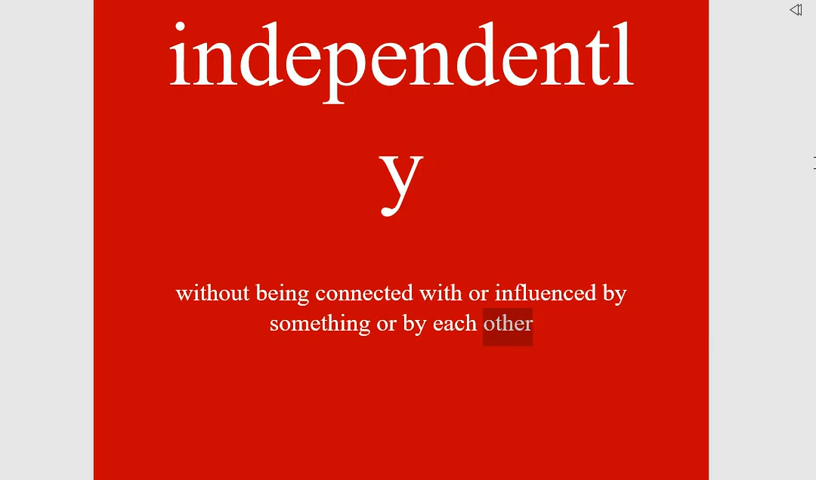 independentl
y
without being connected with or influenced by
something or by each other